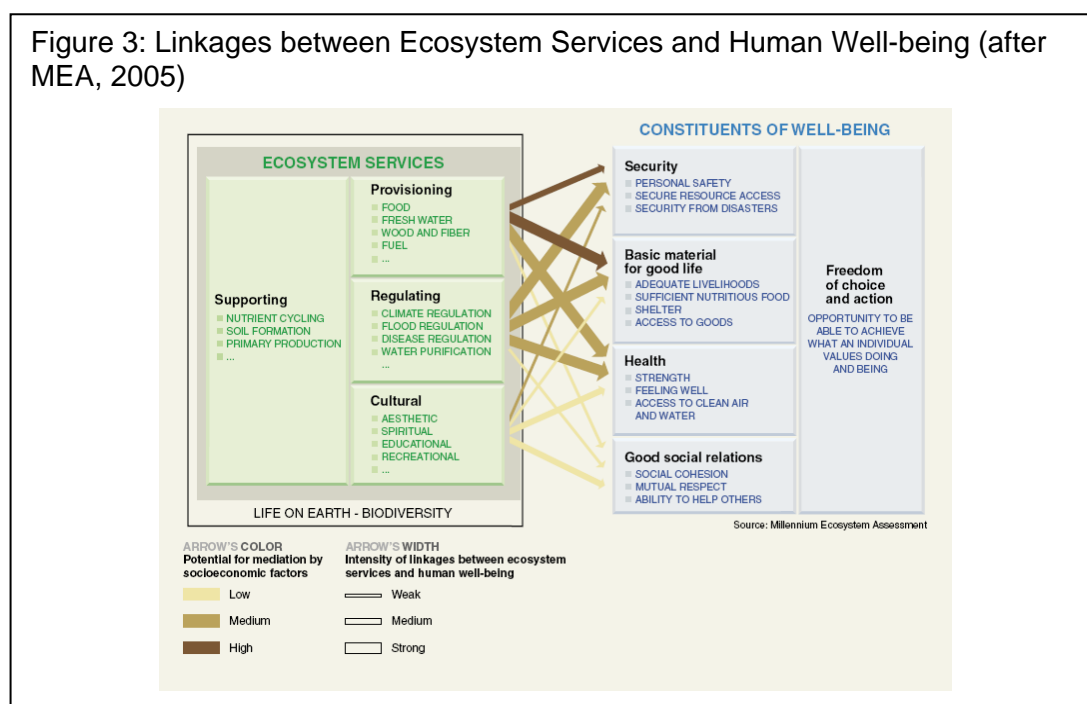 Figure 3: Linkages between Ecosystem Services and Human Well-being (after
MEA, 2005)
ECOSYSTEM SERVICES
Supporting
NUTRIENT CYCLING
SOIL FORMATION
PRIMARY PRODUCTION
...
Provisioning
FOOD
FRESH WATER
WOOD AND FIBER
FUEL
...
Regulating
CLIMATE REGULATION
FLOOD REGULATION
DISEASE REGULATION
WATER PURIFICATION
...
Cultural
AESTHETIC
SPIRITUAL
EDUCATIONAL
RECREATIONAL
...
LIFE ON EARTH - BIODIVERSITY
CONSTITUENTS OF WELL-BEING
Security
PERSONAL SAFETY
SECURE RESOURCE ACCESS
SECURITY FROM DISASTERS
Basic material
for good life
ADEQUATE LIVELIHOODS
SUFFICIENT NUTRITIOUS FOOD
SHELTER
ACCESS TO GOODS
Health
STRENGTH
FEELING WELL
ACCESS TO CLEAN AIR
AND WATER
Good social relations
SOCIAL COHESION
MUTUAL RESPECT
ABILITY TO HELP OTHERS
Freedom
of choice
and action
OPPORTUNITY TO BE
ABLE TO ACHIEVE
WHAT AN INDIVIDUAL
VALUES DOING
AND BEING
Source: Millennium Ecosystem Assessment
ARROW'S COLOR
Potential for mediation by
socioeconomic factors
Low
Medium
High
ARROW'S WIDTH
Intensity of linkages between ecosystem
services and human well-being
Weak
Medium
Strong